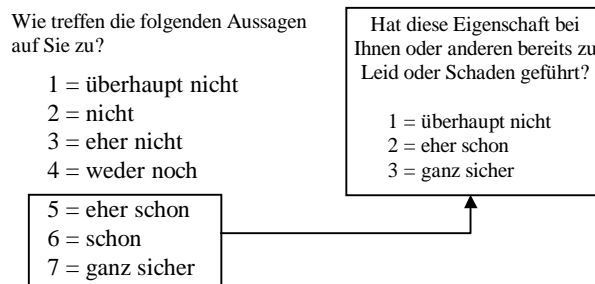 Wie treffen die folgenden Aussagen
auf Sie zu?
1 = überhaupt nicht
2 = nicht
3 = eher nicht
4 = weder noch
5 = eher schon
6 = schon
7 = ganz sicher
Hat diese Eigenschaft bei
Ihnen oder anderen bereits zu
Leid oder Schaden geführt?
1 = überhaupt nicht
2 = eher schon
3 = ganz sicher